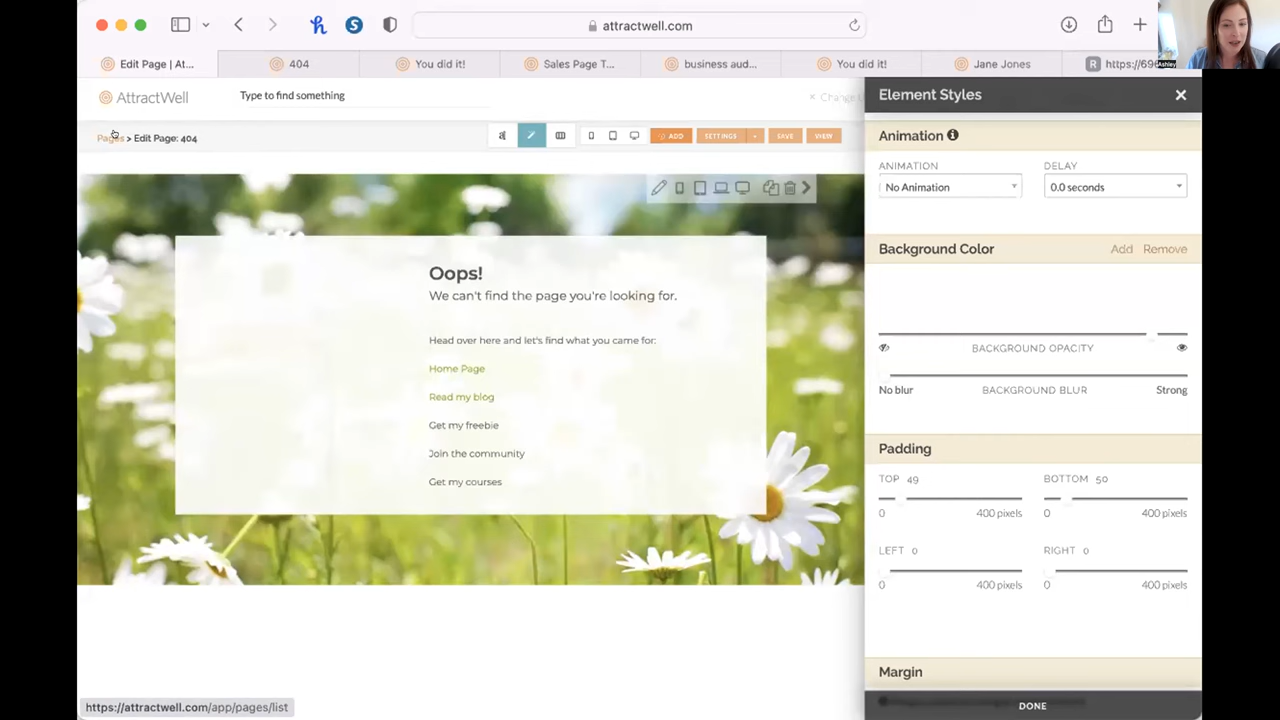 attractwell.com
Edit Page | At...
404
You did it!
Sales Page T...
business aud...
You did it!
Jane Jones
R https://69
Ashley
AttractWell
Type to find something
Pages > Edit Page: 404
ADD
SETTINGS
SAVE
VIEW
Oops!
We can't find the page you're looking for.
Head over here and let's find what you came for:
Home Page
Read my blog
Get my freebie
Join the community
Get my courses
Element Styles
Animation
ANIMATION
DELAY
No Animation
0.0 seconds
Background Color
Add Remove
BACKGROUND OPACITY
No blur
BACKGROUND BLUR
Strong
Padding
TOP 49
BOTTOM 50
0
400 pixels
0
400 pixels
LEFT 0
RIGHT 0
0
400 pixels
0
400 pixels
Margin
DONE
https://attractwell.com/app/pages/list